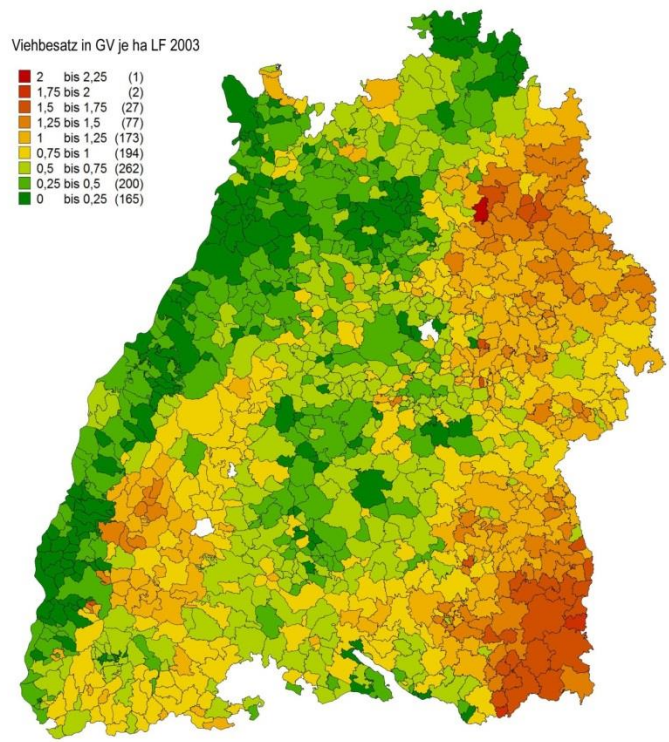 Viehbesatz in GV je ha LF 2003
2 bis 2,25 (1)
1,75 bis 2 (2)
1,5 bis 1,75 (27)
1,25 bis 1,5 (77)
1 bis 1,25 (173)
0,75 bis 1 (194)
0,5 bis 0,75 (262)
0,25 bis 0,5 (200)
0 bis 0,25 (165)